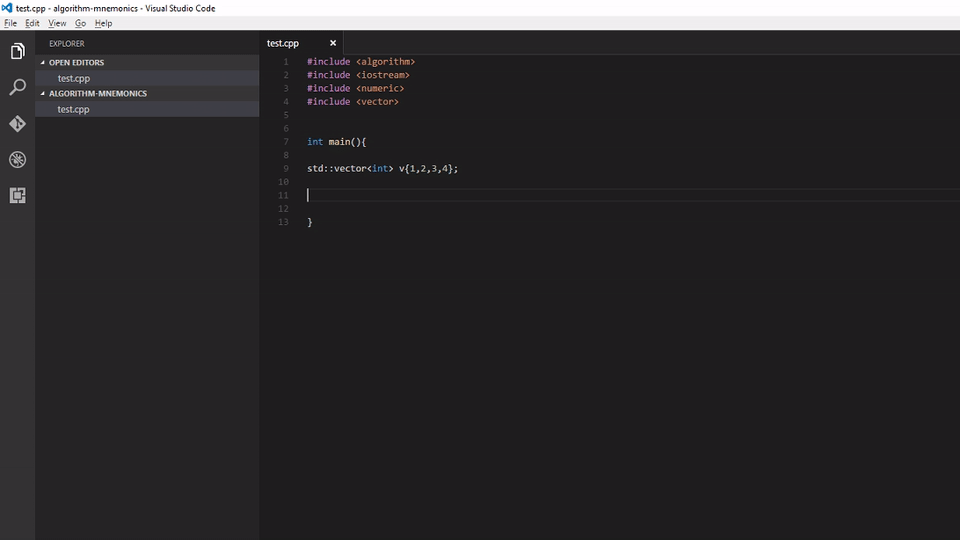 test.cpp - algorithm-mnemonics - Visual Studio Code
File Edit View Go Help
EXPLORER
OPEN EDITORS
test.cpp
ALGORITHM-MNEMONICS
test.cpp
test.cpp ×
1 #include <algorithm>
2 #include <iostream>
3 #include <numeric>
4 #include <vector>
5
6
7 int main(){
8
9 std::vector<int> v{1,2,3,4};
10
11
12
13 }